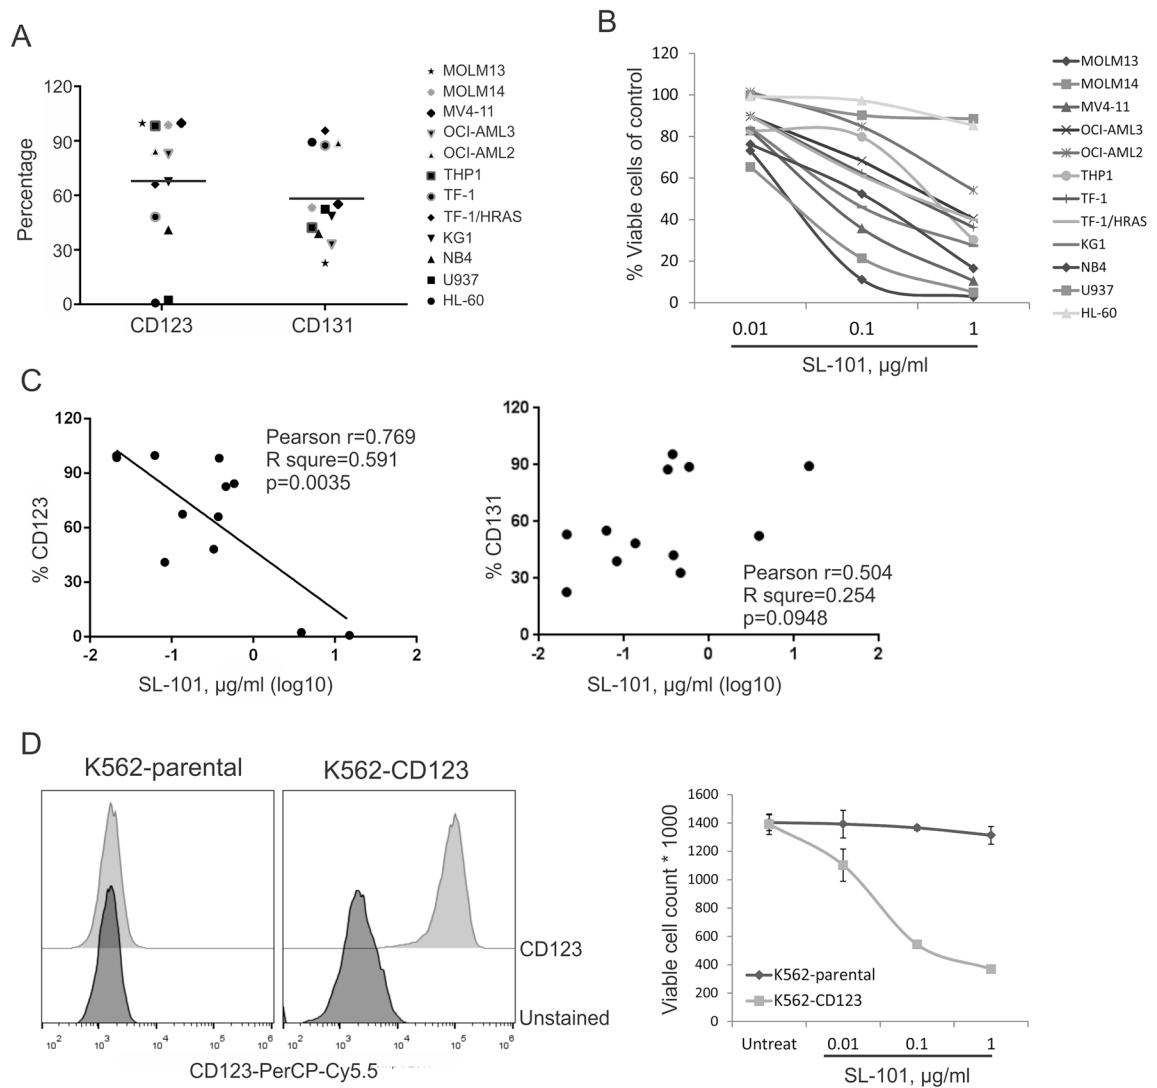 A
Percentage
120
90
60
30
0
CD123
CD131
MOLM13
MOLM14
MV4-11
OCI-AML3
OCI-AML2
THP1
TF-1
TF-1/HRAS
KG1
NB4
U937
HL-60
B
% Viable cells of control
120
100
80
60
40
20
0
0.01
0.1
1
SL-101, µg/ml
MOLM13
MOLM14
MV4-11
OCI-AML3
OCI-AML2
THP1
TF-1
TF-1/HRAS
KG1
NB4
U937
HL-60
C
% CD123
120
90
60
30
0
-2
-1
0
1
2
SL-101, µg/ml (log10)
Pearson r=0.769
R squre=0.591
p=0.0035
% CD131
120
90
60
30
0
-2
-1
0
1
2
SL-101, µg/ml (log10)
Pearson r=0.504
R squre=0.254
p=0.0948
D
K562-parental
K562-CD123
CD123
Unstained
10² 10³ 10⁴ 10⁵ 10⁶
10² 10³ 10⁴ 10⁵ 10⁶
CD123-PerCP-Cy5.5
Viable cell count * 1000
1600
1400
1200
1000
800
600
400
200
0
K562-parental
K562-CD123
Untreat
0.01
0.1
1
SL-101, µg/ml